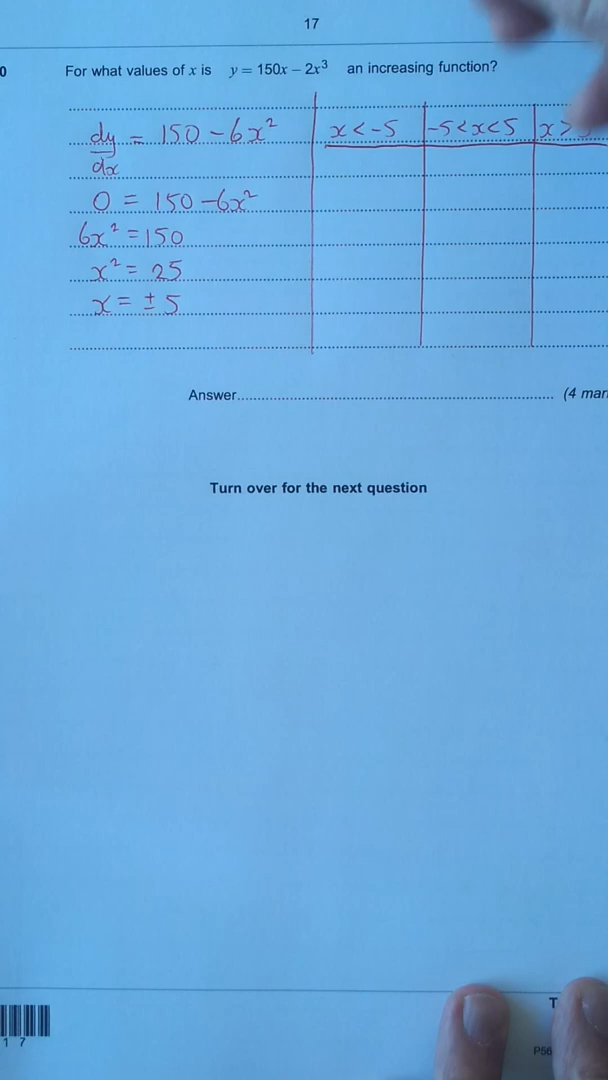 17
0 For what values of x is y = 150x – 2x³ an increasing function?
dy/dx = 150 - 6x²
0 = 150 - 6x²
6x² = 150
x² = 25
x = ± 5
x < -5
-5 < x < 5
x >
Answer (4 mar
Turn over for the next question
1 7
T
P56